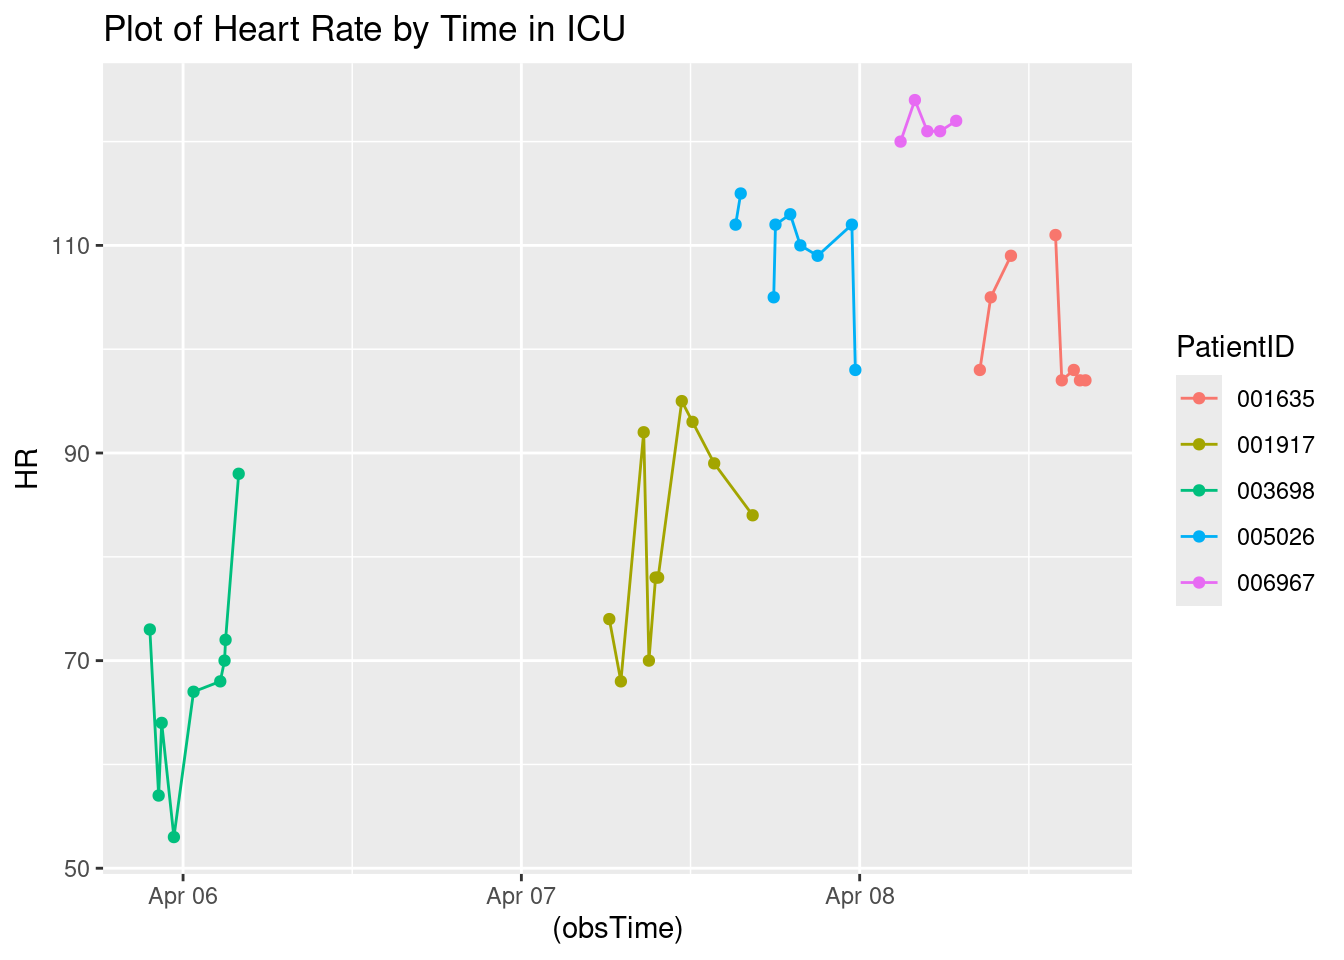 Plot of Heart Rate by Time in ICU
HR
110
90
70
50
Apr 06
Apr 07
Apr 08
(obsTime)
PatientID
001635
001917
003698
005026
006967